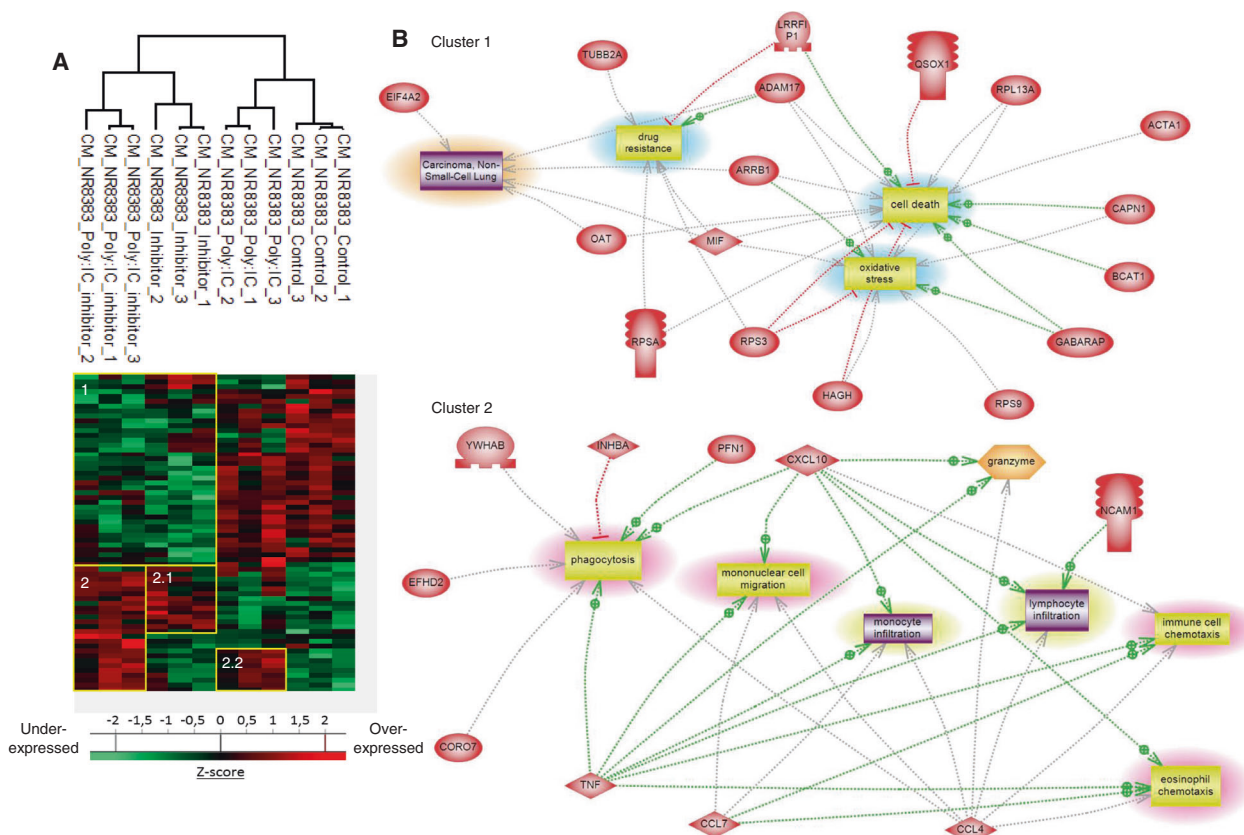 A
CM_NR8383_Poly:IC_inhibitor_2
CM_NR8383_Poly:IC_inhibitor_1
CM_NR8383_Poly:IC_inhibitor_3
CM_NR8383_Inhibitor_2
CM_NR8383_Inhibitor_3
CM_NR8383_Inhibitor_1
CM_NR8383_Poly:IC_2
CM_NR8383_Poly:IC_1
CM_NR8383_Poly:IC_3
CM_NR8383_Control_3
CM_NR8383_Control_2
CM_NR8383_Control_1
1
2
2.1
2.2
-2 -1,5 -1 -0,5 0 0,5 1 1,5 2
Under-
expressed
Over-
expressed
Z-score
B
Cluster 1
LRRFI
P1
TUBB2A
QSOX1
EIF4A2
ADAM17
RPL13A
ACTA1
drug
resistance
Carcinoma, Non-
Small-Cell Lung
ARRB1
cell death
CAPN1
OAT
MIF
oxidative
stress
BCAT1
RPSA
RPS3
GABARAP
HAGH
RPS9
Cluster 2
YWHAB
INHBA
PFN1
CXCL10
granzyme
NCAM1
phagocytosis
EFHD2
mononuclear cell
migration
monocyte
infiltration
lymphocyte
infiltration
immune cell
chemotaxis
CORO7
TNF
eosinophil
chemotaxis
CCL7
CCL4